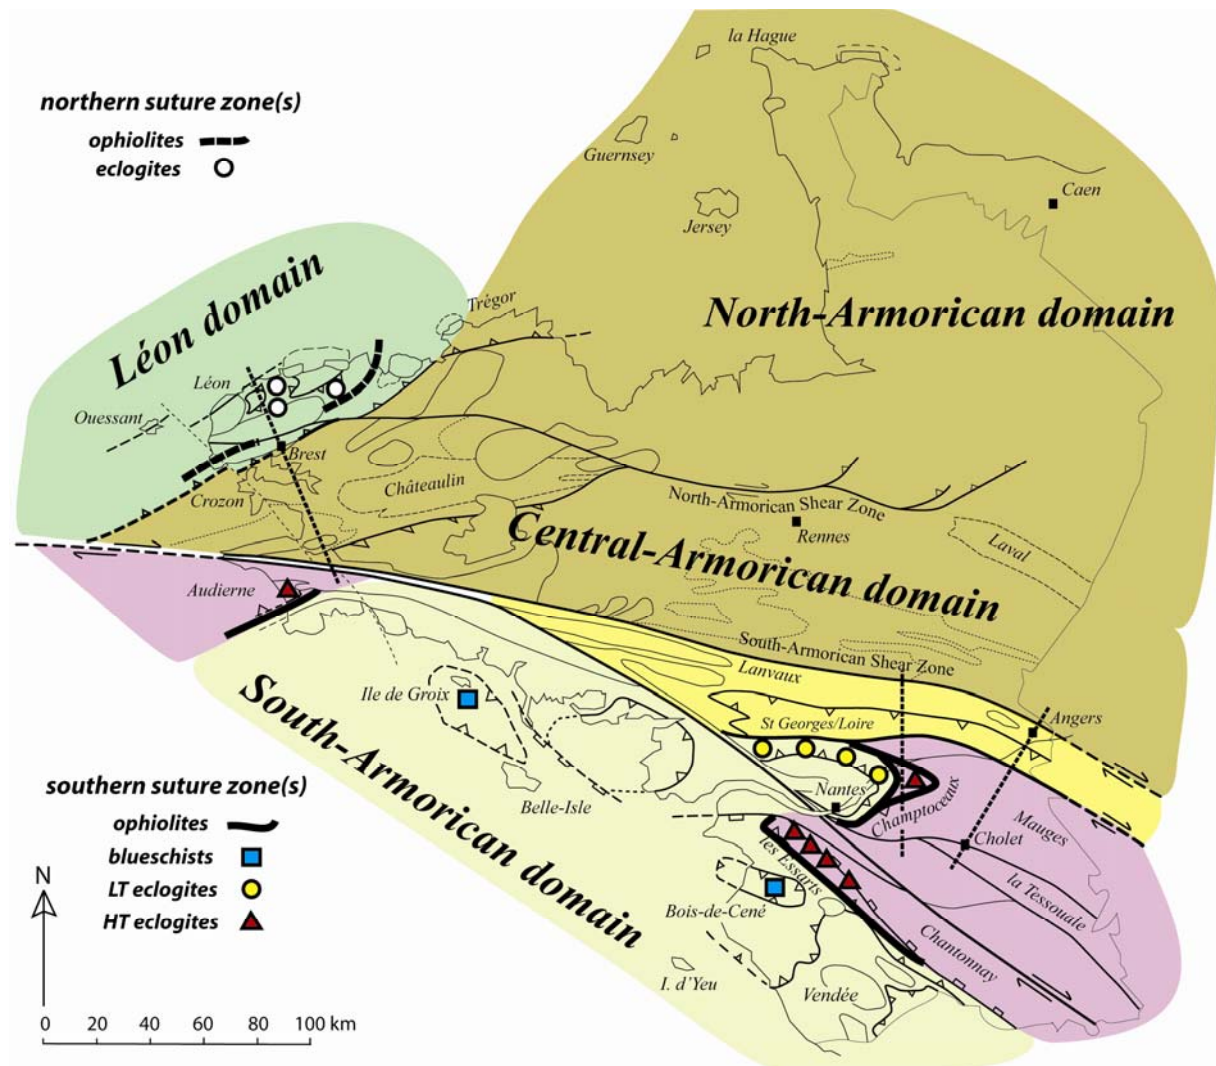 la Hague
northern suture zone(s)
ophiolites
eclogites
Guernsey
Caen
Jersey
Léon domain
Trégor
North-Armorican domain
Léon
Ouessant
Brest
Châteaulin
Crozon
North-Armorican Shear Zone
Rennes
Central-Armorican domain
Laval
Audierne
South-Armorican Shear Zone
Lanvaux
Ile de Groix
South-Armorican domain
St Georges/Loire
Angers
southern suture zone(s)
Belle-Isle
Nantes
Champtoceaux
Mauges
ophiolites
Cholet
blueschists
les Essarts
la Tessouale
LT eclogites
Bois-de-Cené
HT eclogites
Chantonnay
N
I. d'Yeu
Vendée
0 20 40 60 80 100 km